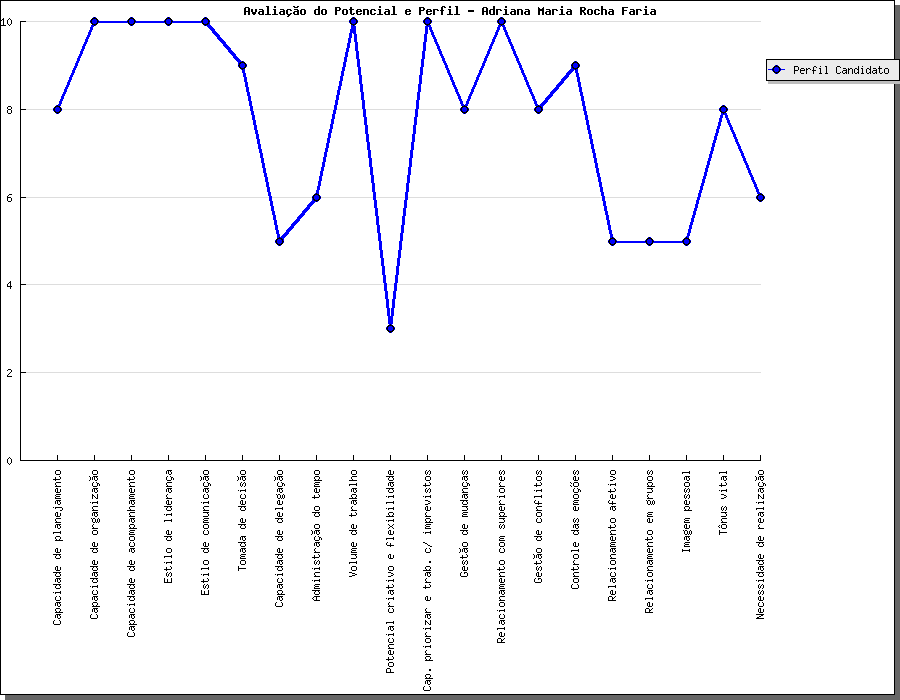 Avaliação do Potencial e Perfil - Adriana Maria Rocha Faria
10
8
6
4
2
0
Perfil Candidato
Capacidade de planejamento
Capacidade de organização
Capacidade de acompanhamento
Estilo de liderança
Estilo de comunicação
Tomada de decisão
Capacidade de delegação
Administração do tempo
Volume de trabalho
Potencial criativo e flexibilidade
Cap. priorizar e trab. c/ imprevistos
Gestão de mudanças
Relacionamento com superiores
Gestão de conflitos
Controle das emoções
Relacionamento afetivo
Relacionamento em grupos
Imagem pessoal
Tônus vital
Necessidade de realização